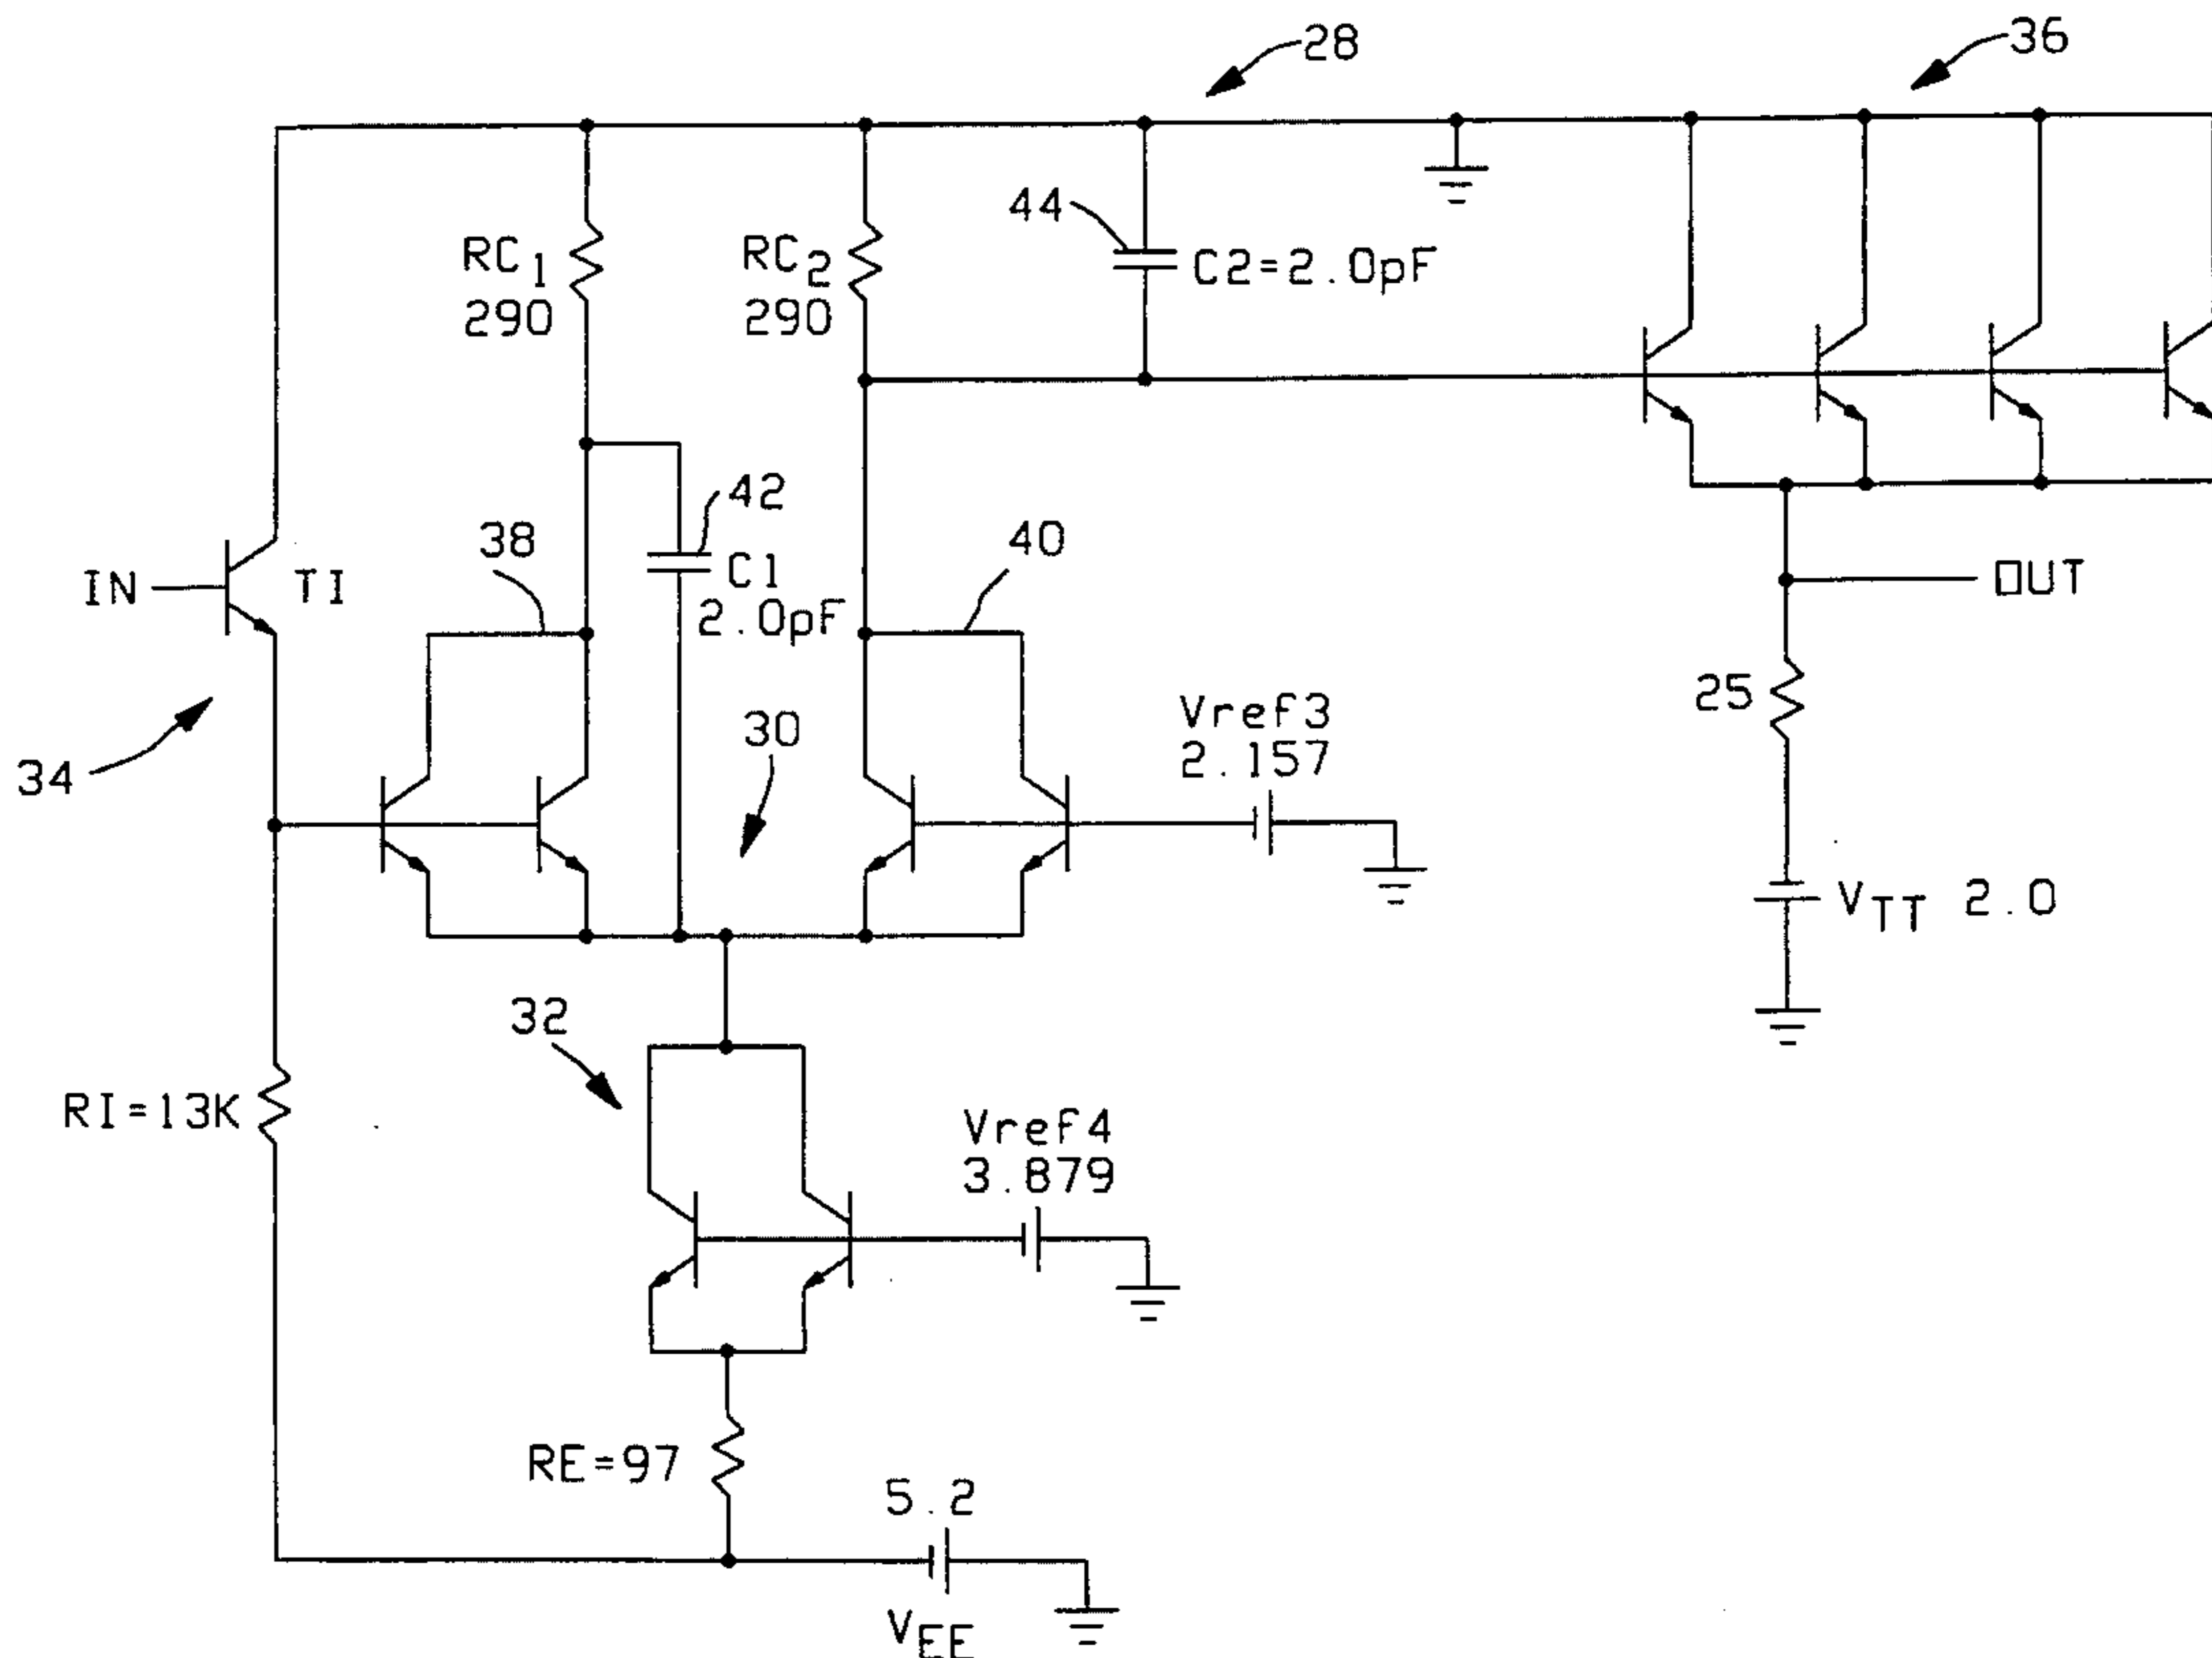 28
36
44
RC1
290
RC2
290
C2=2.0pF
42
38
40
IN
TI
C1
2.0pF
OUT
Vref3
2.157
30
25
34
VTT 2.0
32
Vref4
3.879
RI=13K
RE=97
5.2
VEE